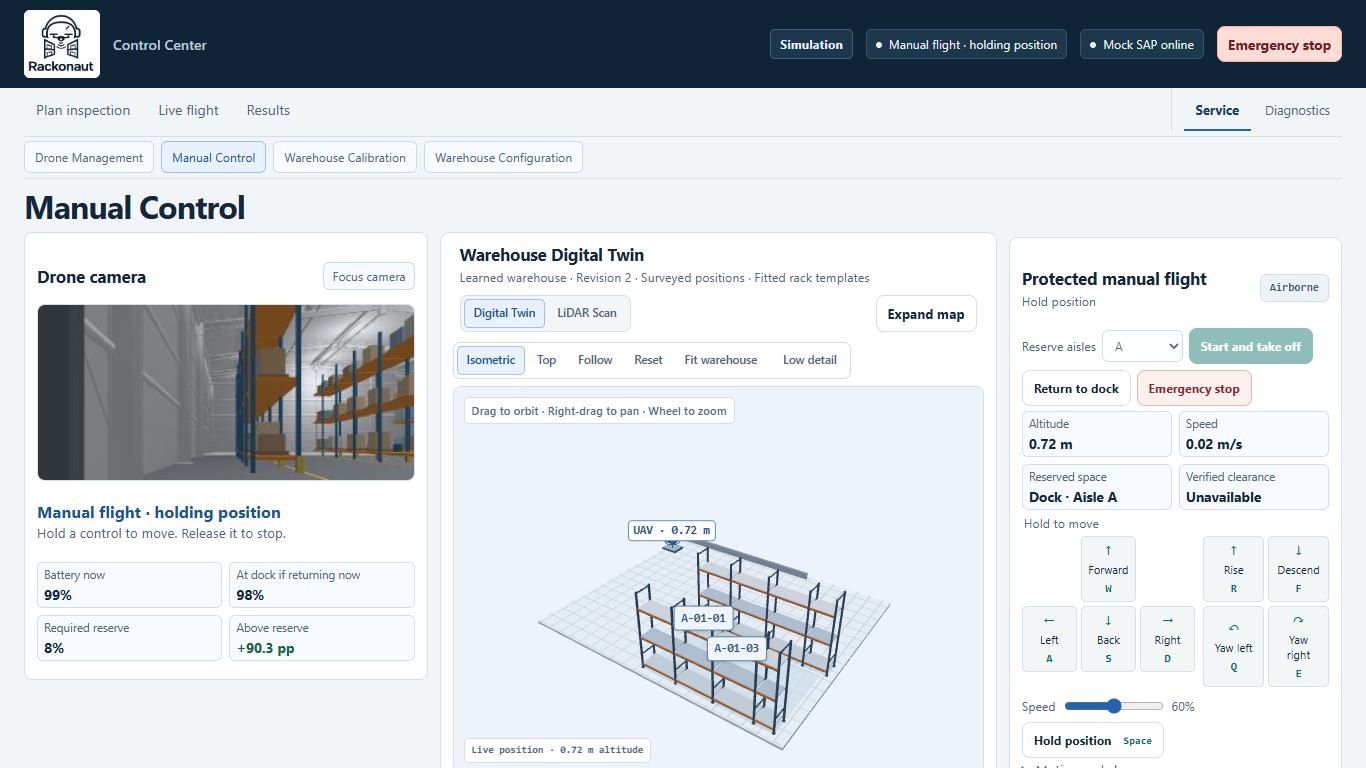 Rackonaut
Control Center
Simulation
Manual flight · holding position
Mock SAP online
Emergency stop
Plan inspection
Live flight
Results
Service
Diagnostics
Drone Management
Manual Control
Warehouse Calibration
Warehouse Configuration
Manual Control
Drone camera
Focus camera
Manual flight · holding position
Hold a control to move. Release it to stop.
Battery now
99%
At dock if returning now
98%
Required reserve
8%
Above reserve
+90.3 pp
Warehouse Digital Twin
Learned warehouse · Revision 2 · Surveyed positions · Fitted rack templates
Digital Twin
LiDAR Scan
Expand map
Isometric
Top
Follow
Reset
Fit warehouse
Low detail
Drag to orbit · Right-drag to pan · Wheel to zoom
UAV · 0.72 m
A-01-01
A-01-03
Live position · 0.72 m altitude
Protected manual flight
Hold position
Airborne
Reserve aisles
A
Start and take off
Return to dock
Emergency stop
Altitude
0.72 m
Speed
0.02 m/s
Reserved space
Dock · Aisle A
Verified clearance
Unavailable
Hold to move
↑
Forward
W
↑
Rise
R
↓
Descend
F
←
Left
A
↓
Back
S
→
Right
D
↶
Yaw left
Q
↷
Yaw
right
E
Speed
60%
Hold position
Space